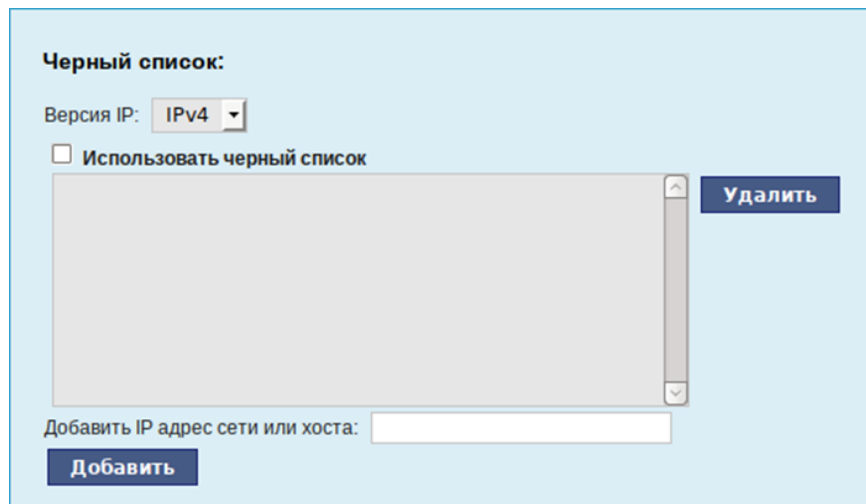 Черный список:
Версия IP: IPv4
Использовать черный список
Удалить
Добавить IP адрес сети или хоста:
Добавить